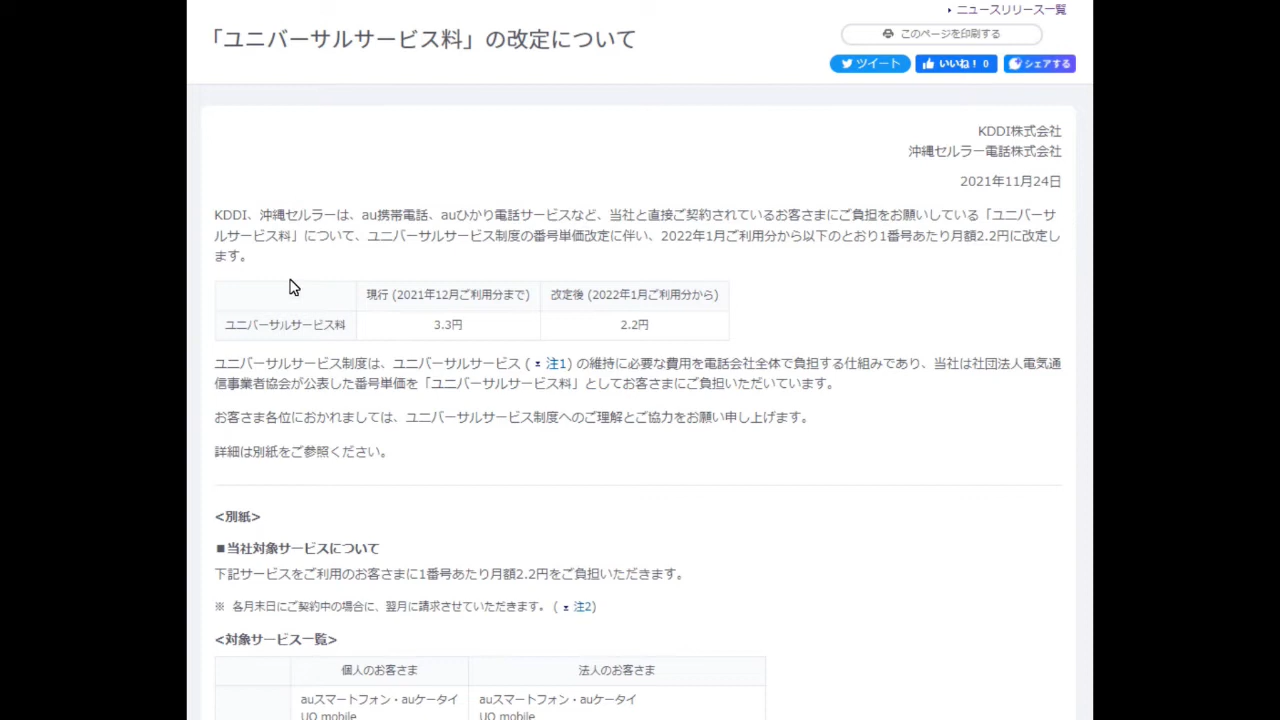 ニュースリリース一覧
「ユニバーサルサービス料」の改定について
このページを印刷する
ツイート
いいね！ 0
シェアする
KDDI株式会社
沖縄セルラー電話株式会社
2021年11月24日
KDDI、沖縄セルラーは、au携帯電話、auひかり電話サービスなど、当社と直接ご契約されているお客さまにご負担をお願いしている「ユニバーサ
ルサービス料」について、ユニバーサルサービス制度の番号単価改定に伴い、2022年1月ご利用分から以下のとおり1番号あたり月額2.2円に改定し
ます。
現行 (2021年12月ご利用分まで) 改定後 (2022年1月ご利用分から)
ユニバーサルサービス料 3.3円 2.2円
ユニバーサルサービス制度は、ユニバーサルサービス (注1) の維持に必要な費用を電話会社全体で負担する仕組みであり、当社は社団法人電気通
信事業者協会が公表した番号単価を「ユニバーサルサービス料」としてお客さまにご負担いただいています。
お客さま各位におかれましては、ユニバーサルサービス制度へのご理解とご協力をお願い申し上げます。
詳細は別紙をご参照ください。
<別紙>
■当社対象サービスについて
下記サービスをご利用のお客さまに1番号あたり月額2.2円をご負担いただきます。
※ 各月末日にご契約中の場合に、翌月に請求させていただきます。 (注2)
<対象サービス一覧>
個人のお客さま 法人のお客さま
auスマートフォン・auケータイ auスマートフォン・auケータイ
UQ mobile UQ mobile